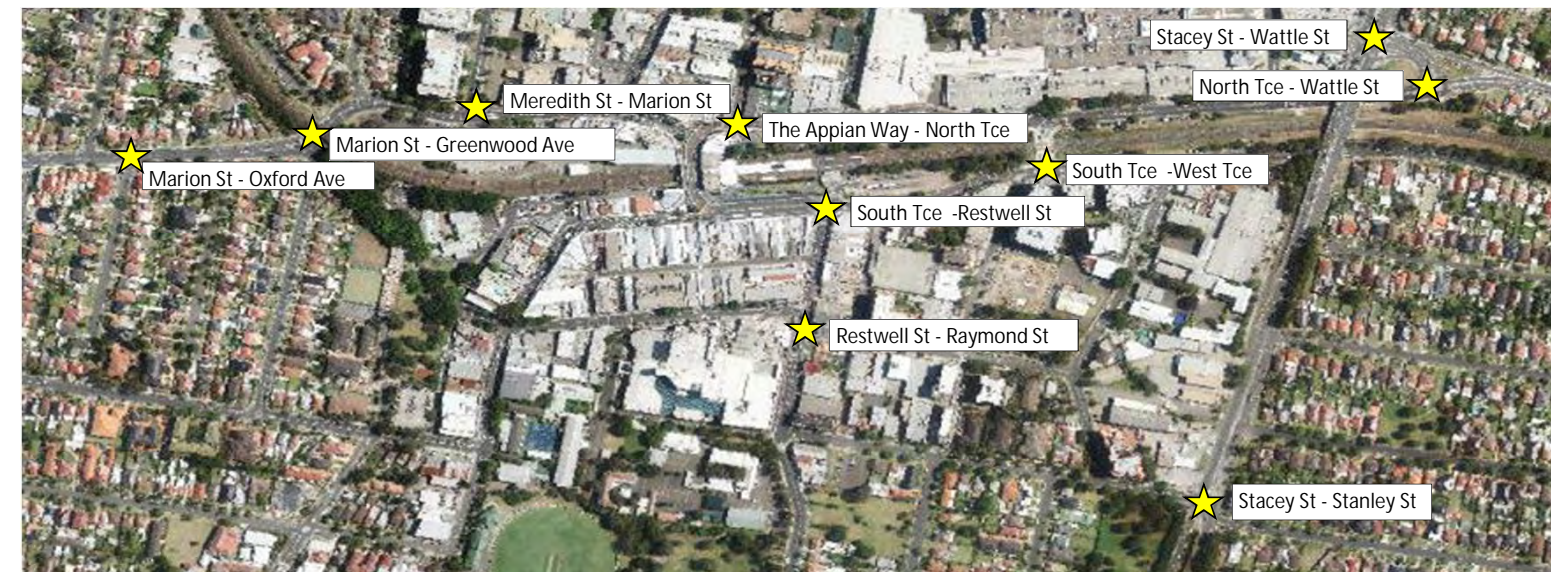 Stacey St - Wattle St
North Tce - Wattle St
Meredith St - Marion St
The Appian Way - North Tce
Marion St - Greenwood Ave
Marion St - Oxford Ave
South Tce -West Tce
South Tce -Restwell St
Restwell St - Raymond St
Stacey St - Stanley St